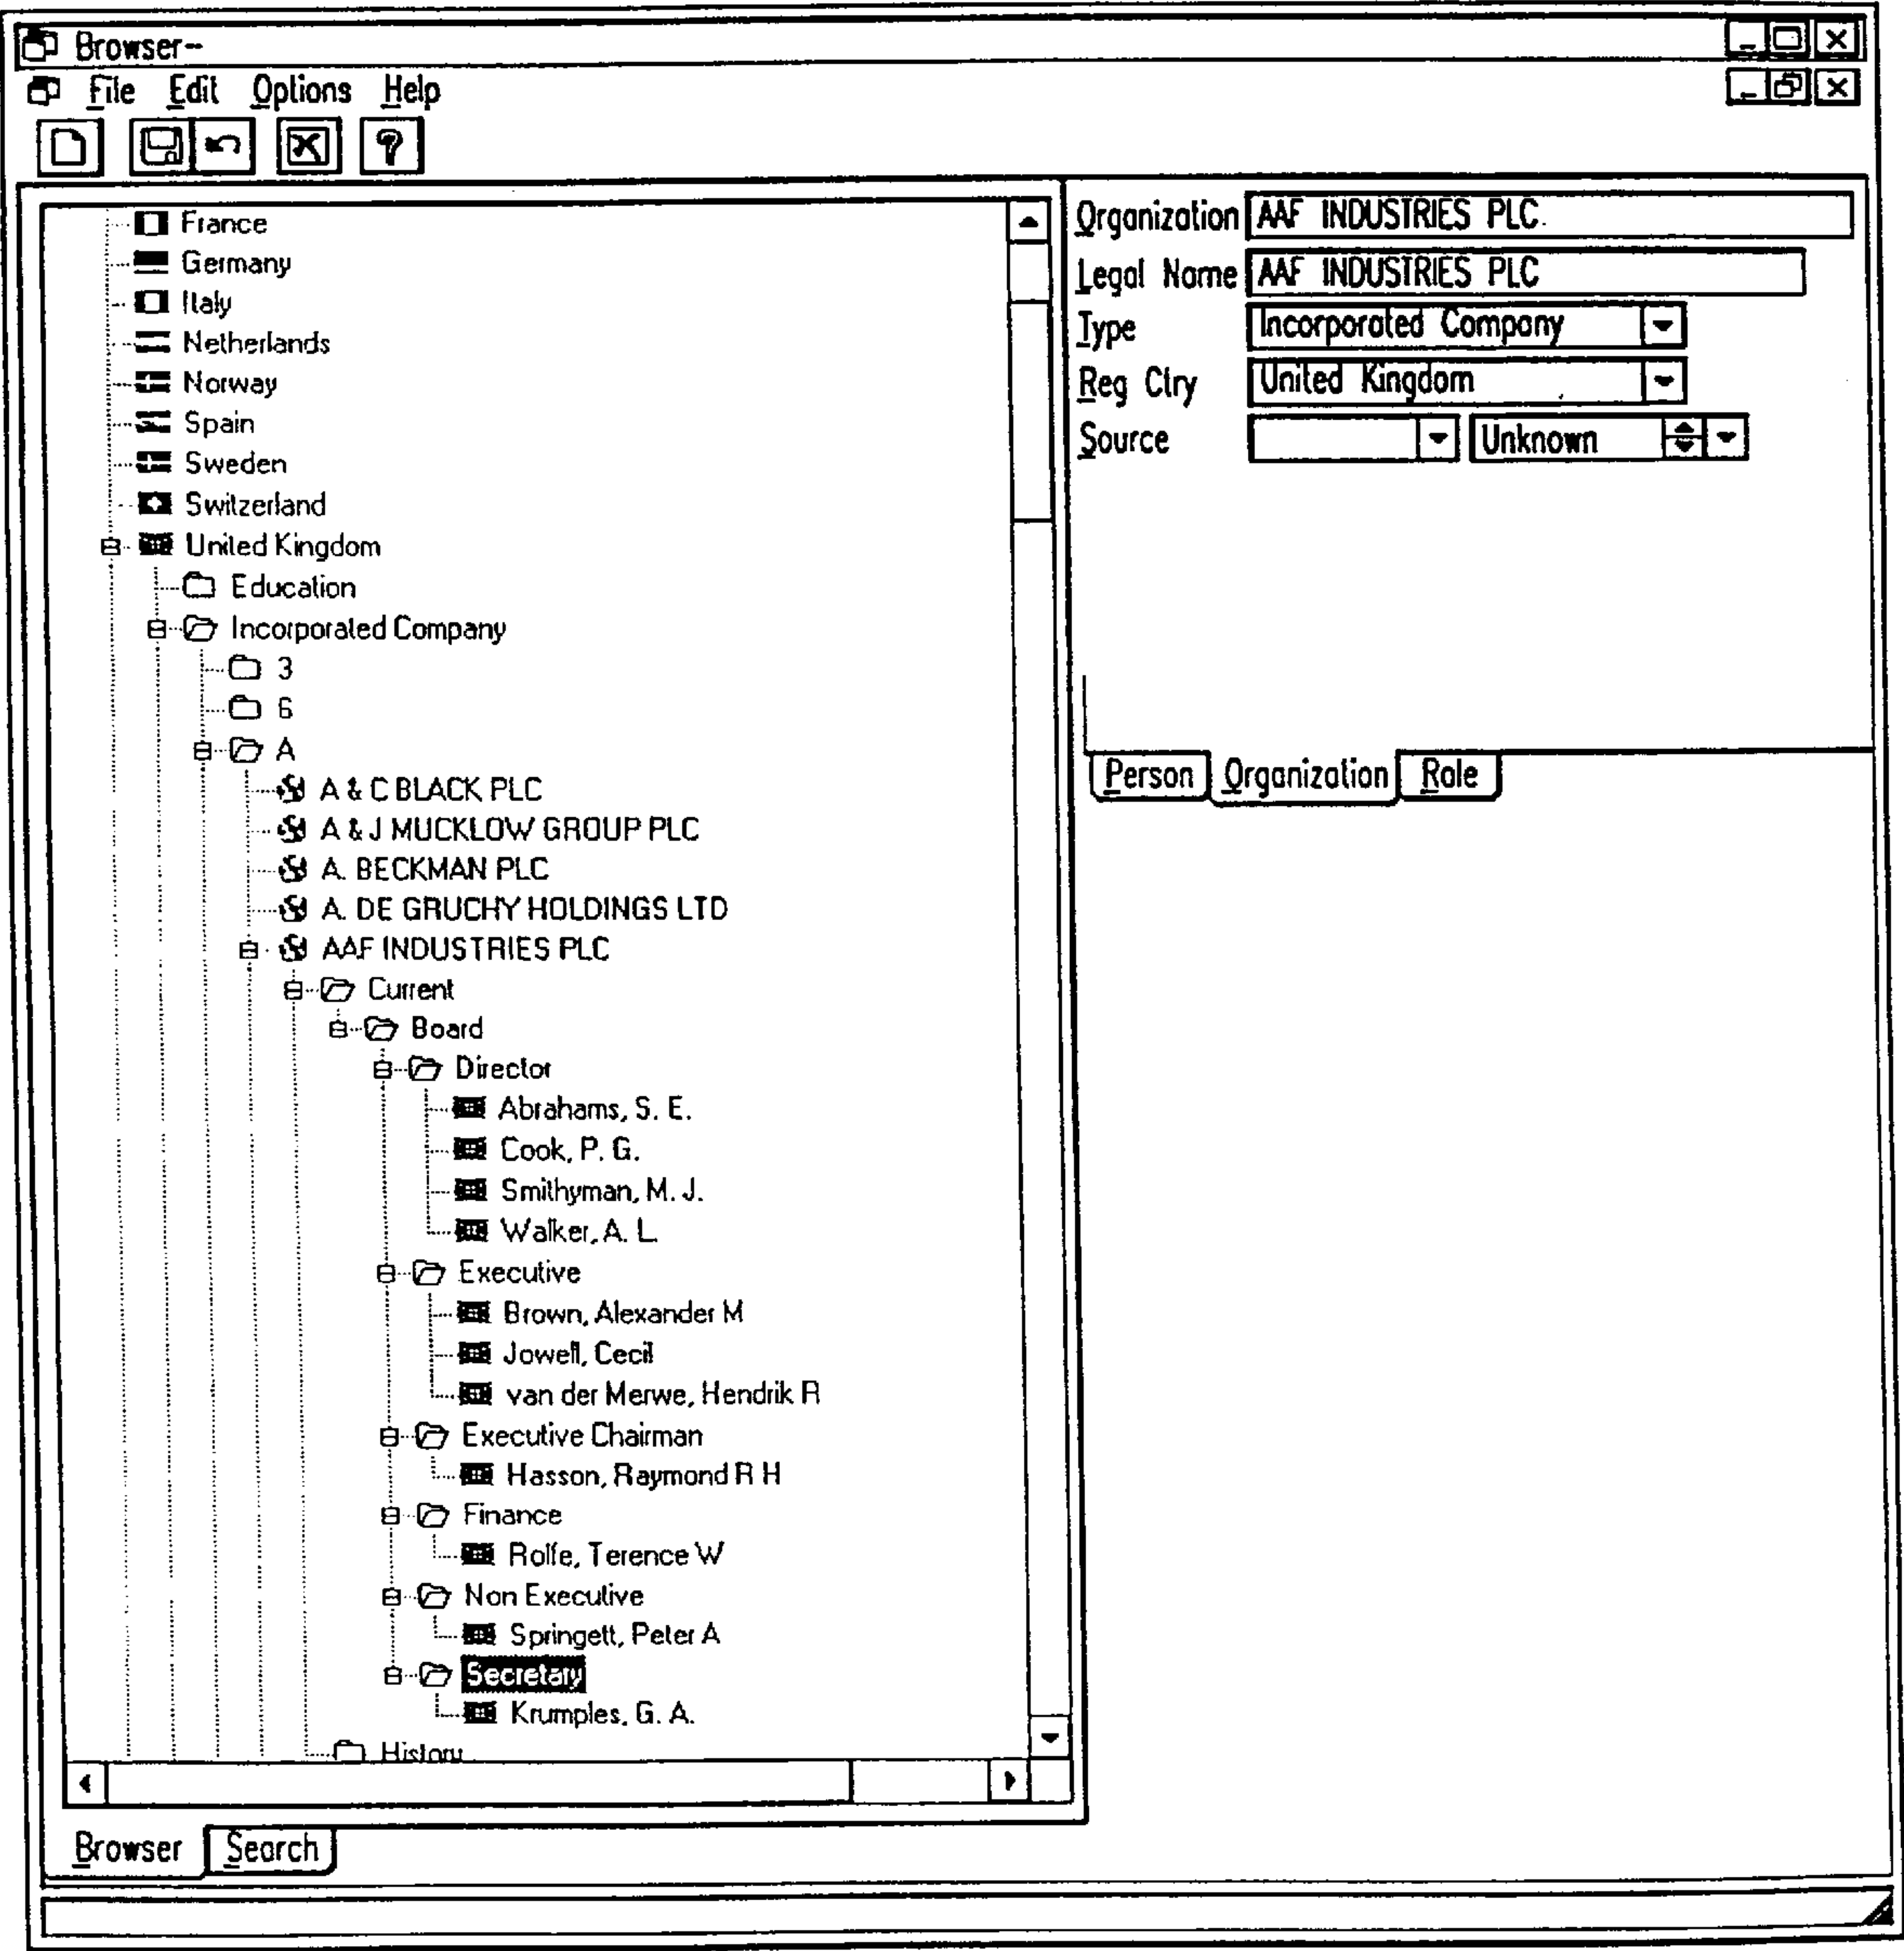 Browser--
File Edit Options Help
France
Germany
Italy
Netherlands
Norway
Spain
Sweden
Switzerland
United Kingdom
Education
Incorporated Company
3
6
A
A & C BLACK PLC
A & J MUCKLOW GROUP PLC
A. BECKMAN PLC
A. DE GRUCHY HOLDINGS LTD
AAF INDUSTRIES PLC
Current
Board
Director
Abrahams, S. E.
Cook, P. G.
Smithyman, M. J.
Walker, A. L.
Executive
Brown, Alexander M
Jowell, Cecil
van der Merwe, Hendrik R
Executive Chairman
Hasson, Raymond R H
Finance
Rolfe, Terence W
Non Executive
Springett, Peter A
Secretary
Krumples, G. A.
History
Browser Search
Organization AAF INDUSTRIES PLC
Legal Name AAF INDUSTRIES PLC
Type Incorporated Company
Reg Ctry United Kingdom
Source Unknown
Person Organization Role